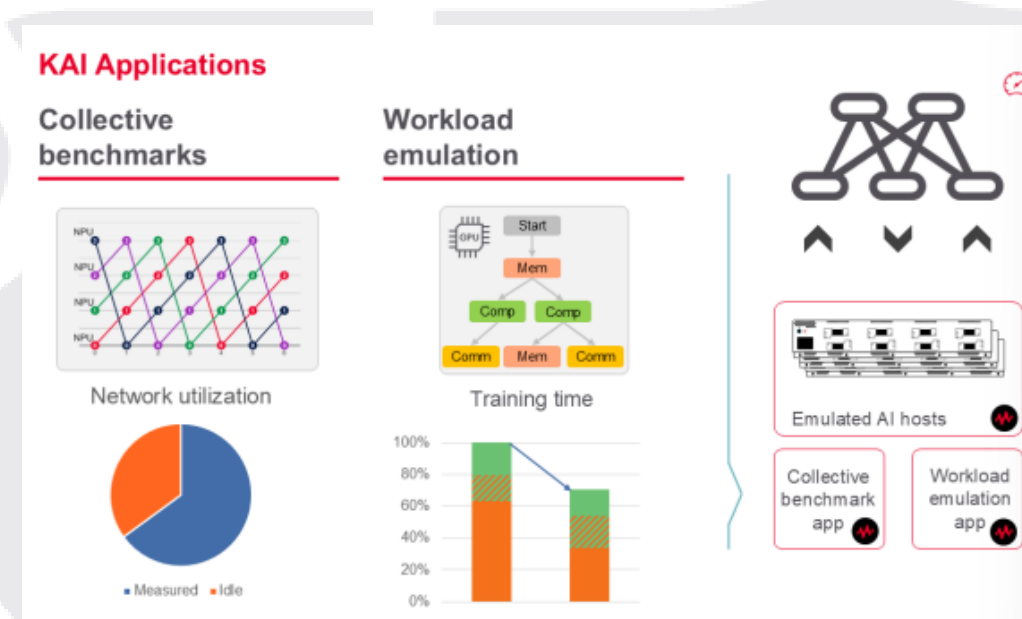 KAI Applications
Collective
benchmarks
NPU
NPU
NPU
NPU
Network utilization
Measured
Idle
Workload
emulation
GPU
Start
Mem
Comp
Comp
Comm
Mem
Comm
Training time
100%
80%
60%
40%
20%
0%
Emulated AI hosts
Collective
benchmark
app
Workload
emulation
app